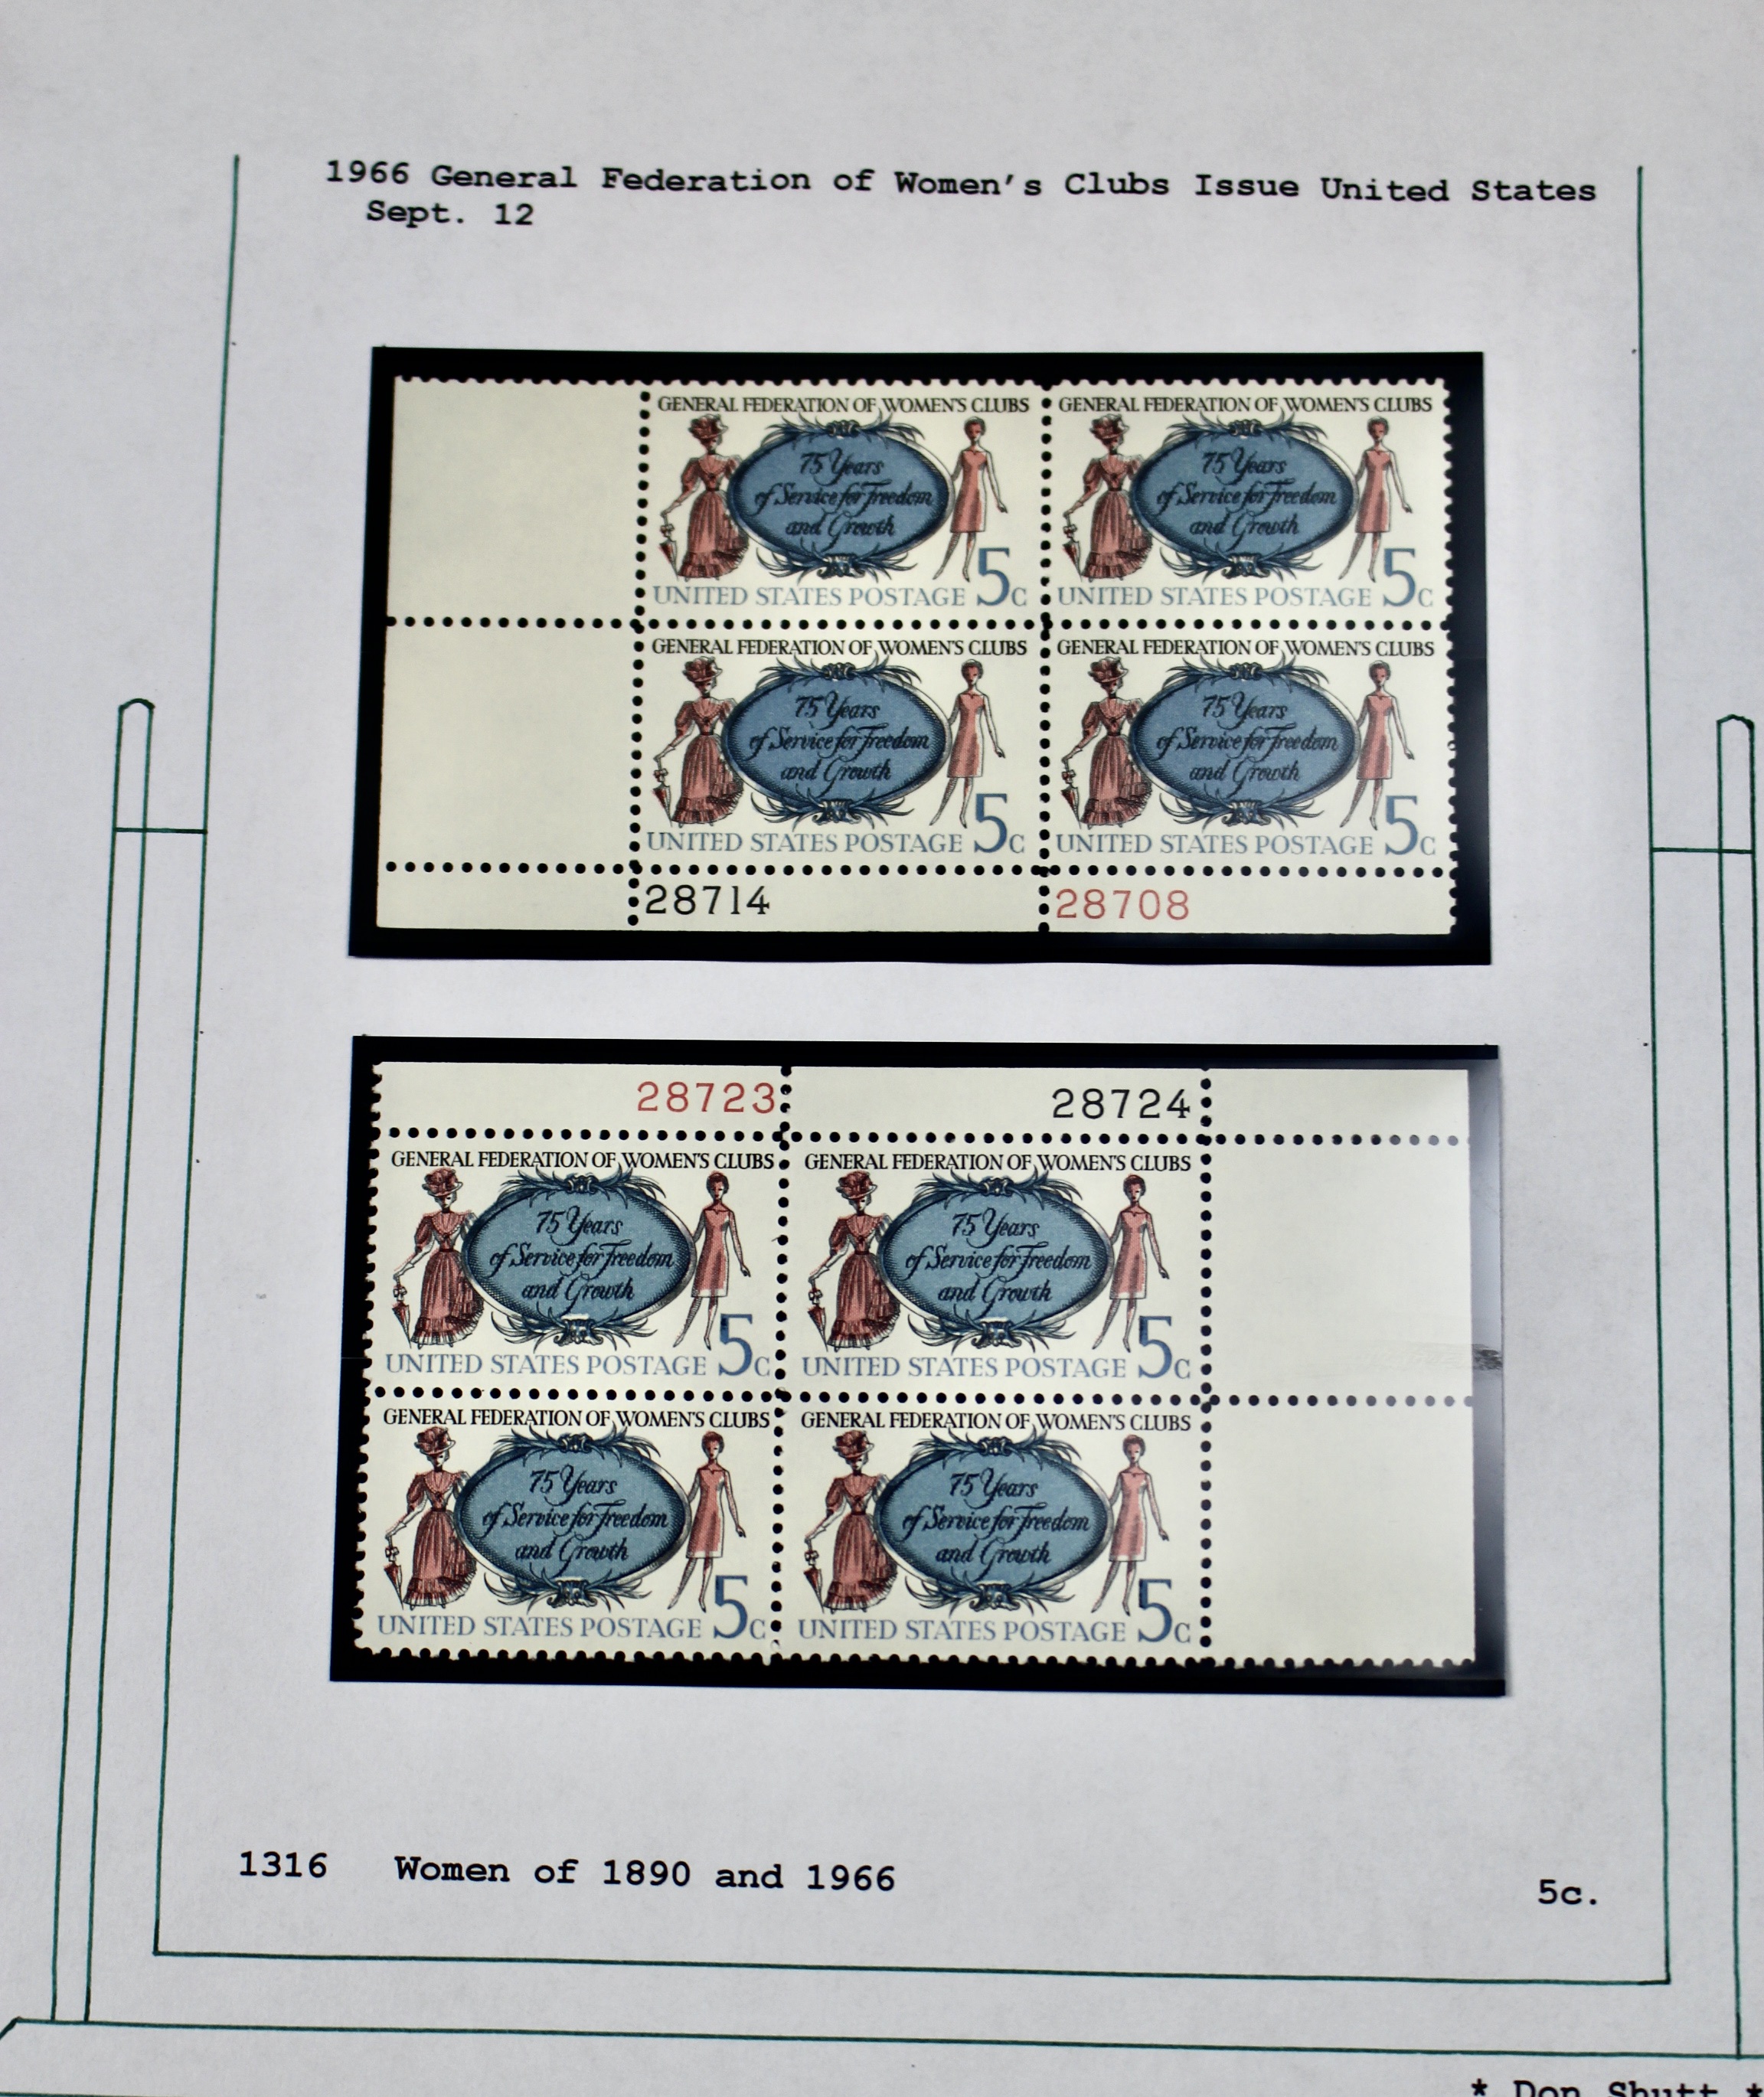 1966 General Federation of Women's Clubs Issue United States
Sept. 12
GENERAL FEDERATION OF WOMEN'S CLUBS
75 Years
of Service for Freedom
and Growth
UNITED STATES POSTAGE 5c
GENERAL FEDERATION OF WOMEN'S CLUBS
75 Years
of Service for Freedom
and Growth
UNITED STATES POSTAGE 5c
GENERAL FEDERATION OF WOMEN'S CLUBS
75 Years
of Service for Freedom
and Growth
UNITED STATES POSTAGE 5c
GENERAL FEDERATION OF WOMEN'S CLUBS
75 Years
of Service for Freedom
and Growth
UNITED STATES POSTAGE 5c
28714
28708
28723
28724
GENERAL FEDERATION OF WOMEN'S CLUBS
75 Years
of Service for Freedom
and Growth
UNITED STATES POSTAGE 5c
GENERAL FEDERATION OF WOMEN'S CLUBS
75 Years
of Service for Freedom
and Growth
UNITED STATES POSTAGE 5c
GENERAL FEDERATION OF WOMEN'S CLUBS
75 Years
of Service for Freedom
and Growth
UNITED STATES POSTAGE 5c
GENERAL FEDERATION OF WOMEN'S CLUBS
75 Years
of Service for Freedom
and Growth
UNITED STATES POSTAGE 5c
1316 Women of 1890 and 1966
5c.
* Don Shutt *